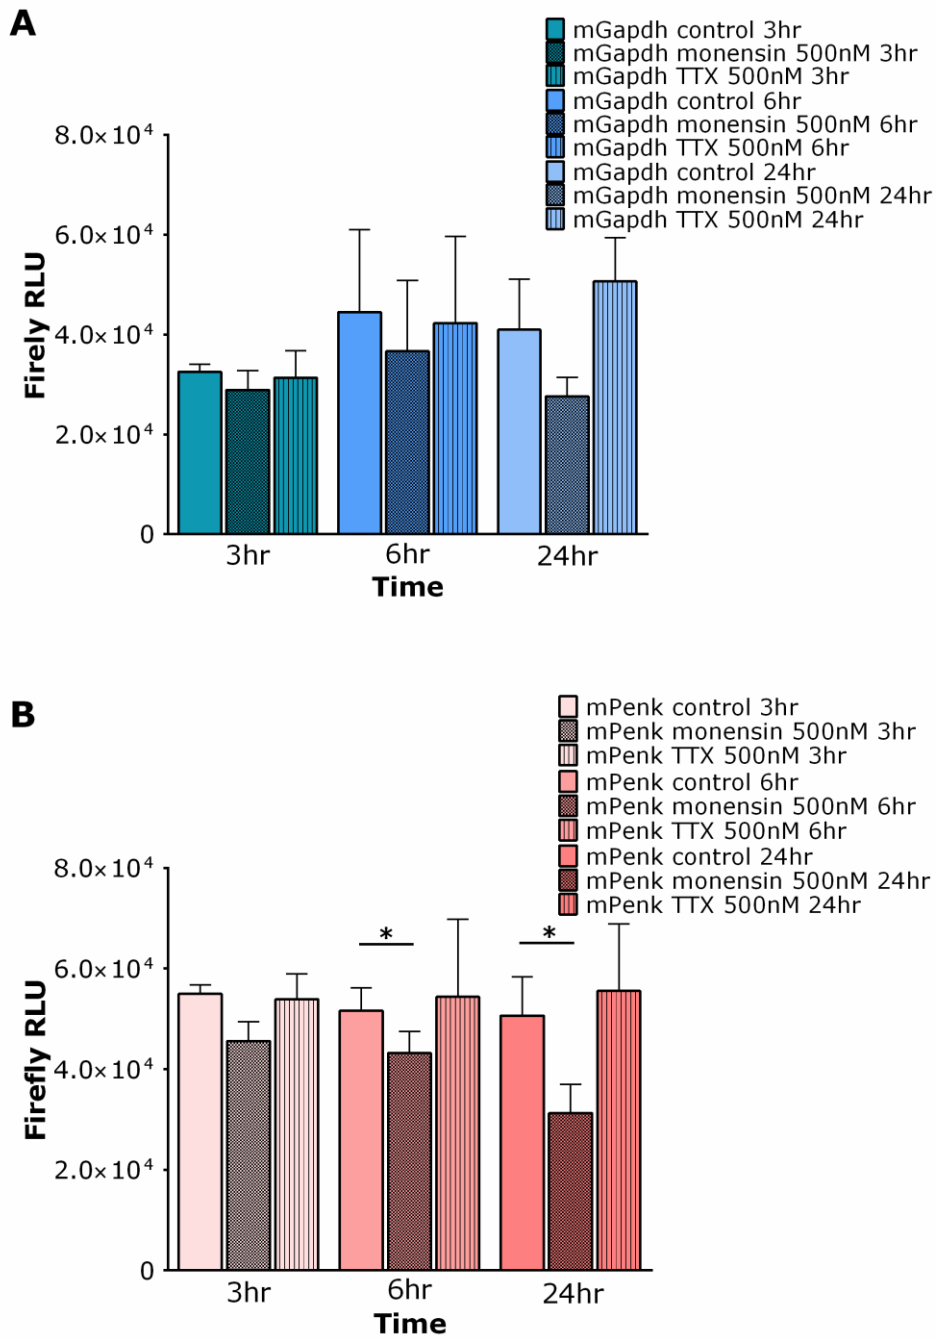 A
mGapdh control 3hr
mGapdh monensin 500nM 3hr
mGapdh TTX 500nM 3hr
mGapdh control 6hr
mGapdh monensin 500nM 6hr
mGapdh TTX 500nM 6hr
mGapdh control 24hr
mGapdh monensin 500nM 24hr
mGapdh TTX 500nM 24hr
Firely RLU
8.0×10⁴
6.0×10⁴
4.0×10⁴
2.0×10⁴
0
3hr 6hr 24hr
Time
B
mPenk control 3hr
mPenk monensin 500nM 3hr
mPenk TTX 500nM 3hr
mPenk control 6hr
mPenk monensin 500nM 6hr
mPenk TTX 500nM 6hr
mPenk control 24hr
mPenk monensin 500nM 24hr
mPenk TTX 500nM 24hr
Firefly RLU
8.0×10⁴
* *
6.0×10⁴
4.0×10⁴
2.0×10⁴
0
3hr 6hr 24hr
Time